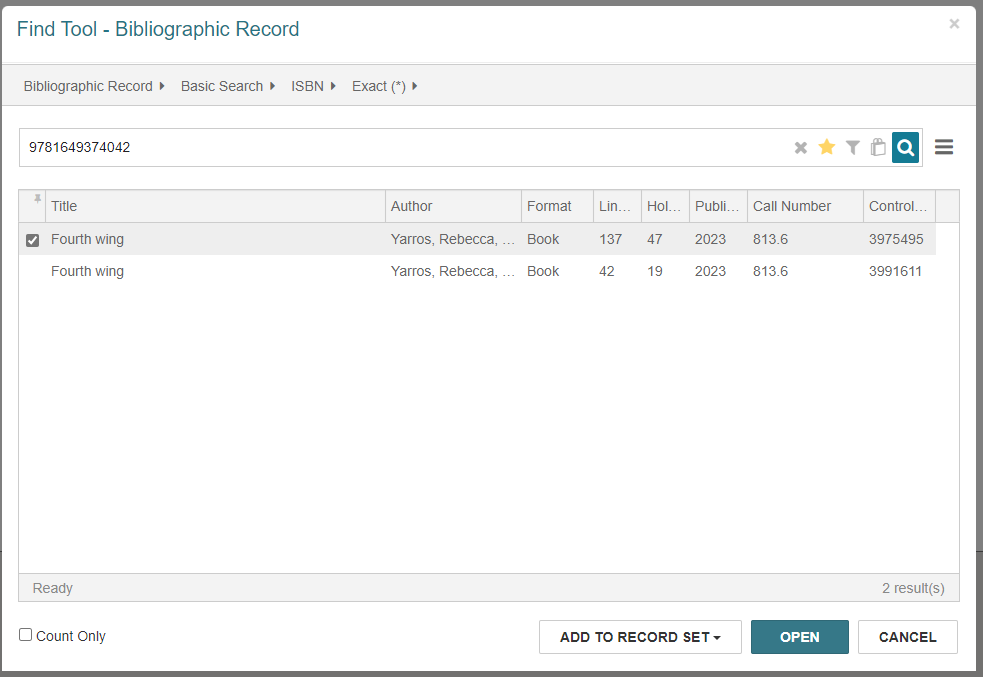 Find Tool - Bibliographic Record ×
Bibliographic Record Basic Search ISBN Exact (*)
9781649374042
Title Author Format Lin... Hol... Publi... Call Number Control...
Fourth wing Yarros, Rebecca, ... Book 137 47 2023 813.6 3975495
Fourth wing Yarros, Rebecca, ... Book 42 19 2023 813.6 3991611
Ready 2 result(s)
Count Only ADD TO RECORD SET OPEN CANCEL